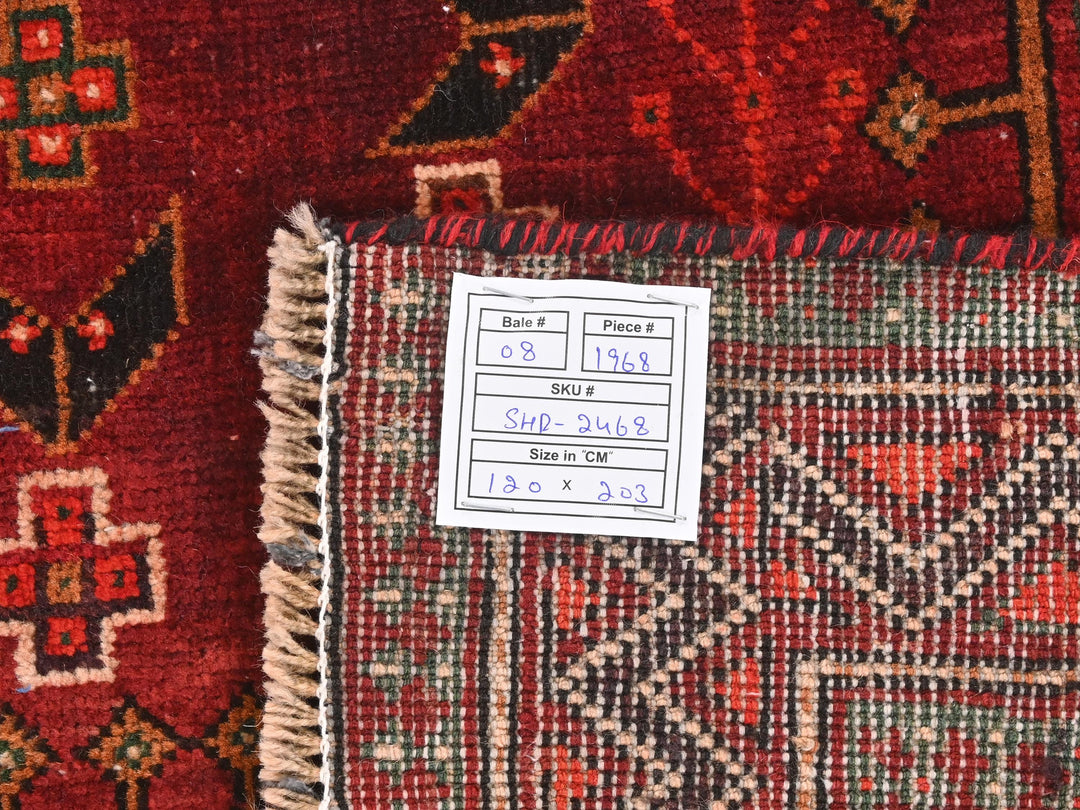 Bale # Piece #
08 1968
SKU #
SHR-2468
Size in "CM"
120 x 203